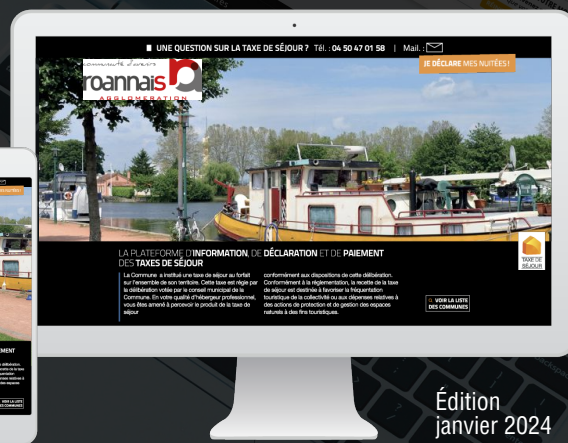 UNE QUESTION SUR LA TAXE DE SÉJOUR ? Tél. : 04 50 47 01 58 | Mail. :
JE DÉCLARE MES NUITÉES !
communauté d'agglo
roannais
AGGLOMERATION
LA PLATEFORME D'INFORMATION, DE DÉCLARATION ET DE PAIEMENT
DES TAXES DE SÉJOUR
La Commune a institué une taxe de séjour au forfait
sur l'ensemble de son territoire. Cette taxe est régie par
la délibération votée par le conseil municipal de la
Commune. En votre qualité d'hébergeur professionnel,
vous êtes amené à percevoir le produit de la taxe de
séjour
conformément aux dispositions de cette délibération.
Conformément à la réglementation, la recette de la taxe
de séjour est destinée à favoriser la fréquentation
touristique de la collectivité ou aux dépenses relatives à
des actions de protection et de gestion des espaces
naturels à des fins touristiques.
VOIR LA LISTE
DES COMMUNES
TAXE DE
SÉJOUR
Édition
janvier 2024